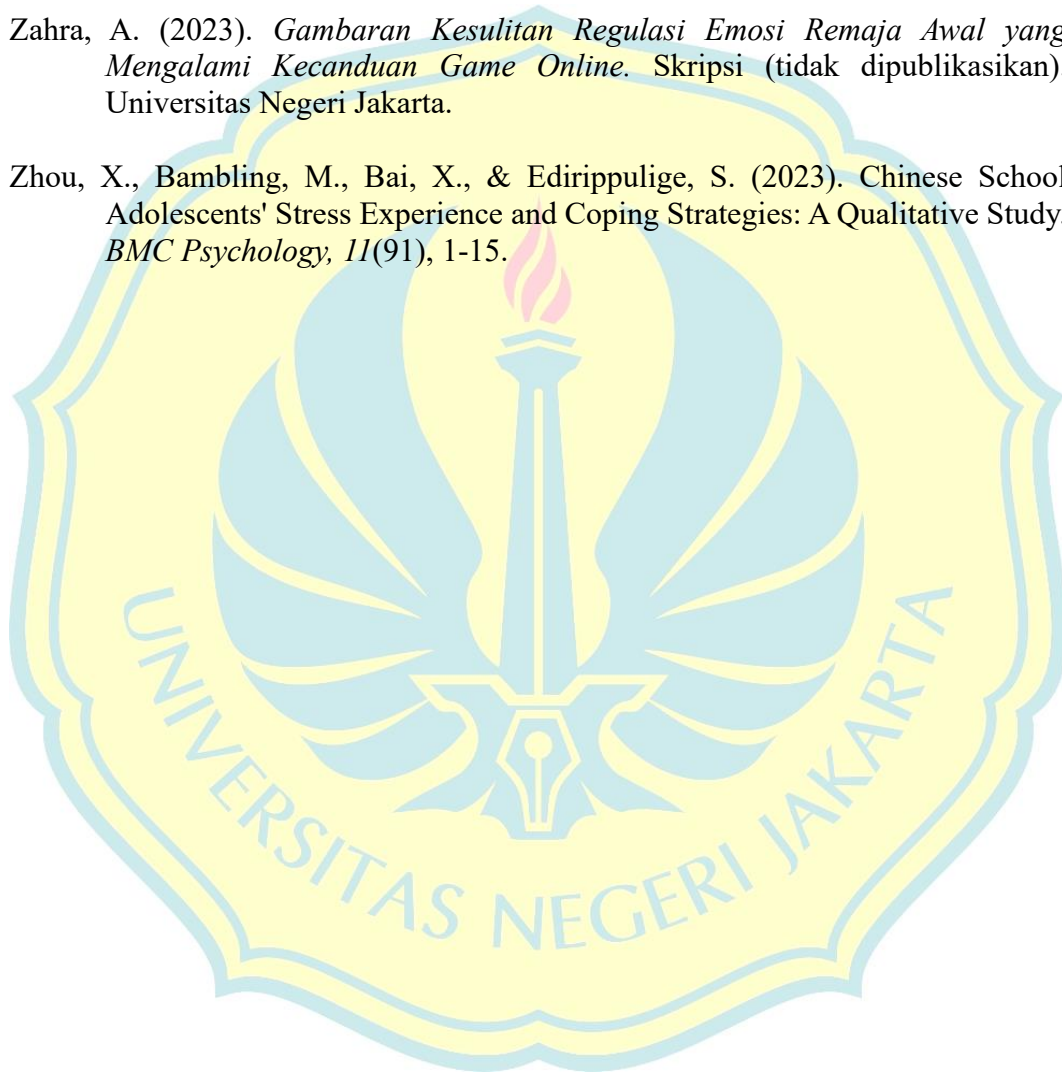 Zahra, A. (2023). Gambaran Kesulitan Regulasi Emosi Remaja Awal yang
Mengalami Kecanduan Game Online. Skripsi (tidak dipublikasikan)
Universitas Negeri Jakarta.
Zhou, X., Bambling, M., Bai, X., & Edirippulige, S. (2023). Chinese School
Adolescents' Stress Experience and Coping Strategies: A Qualitative Study.
BMC Psychology, 11(91), 1-15.
UNIVERSITAS NEGERI JAKARTA